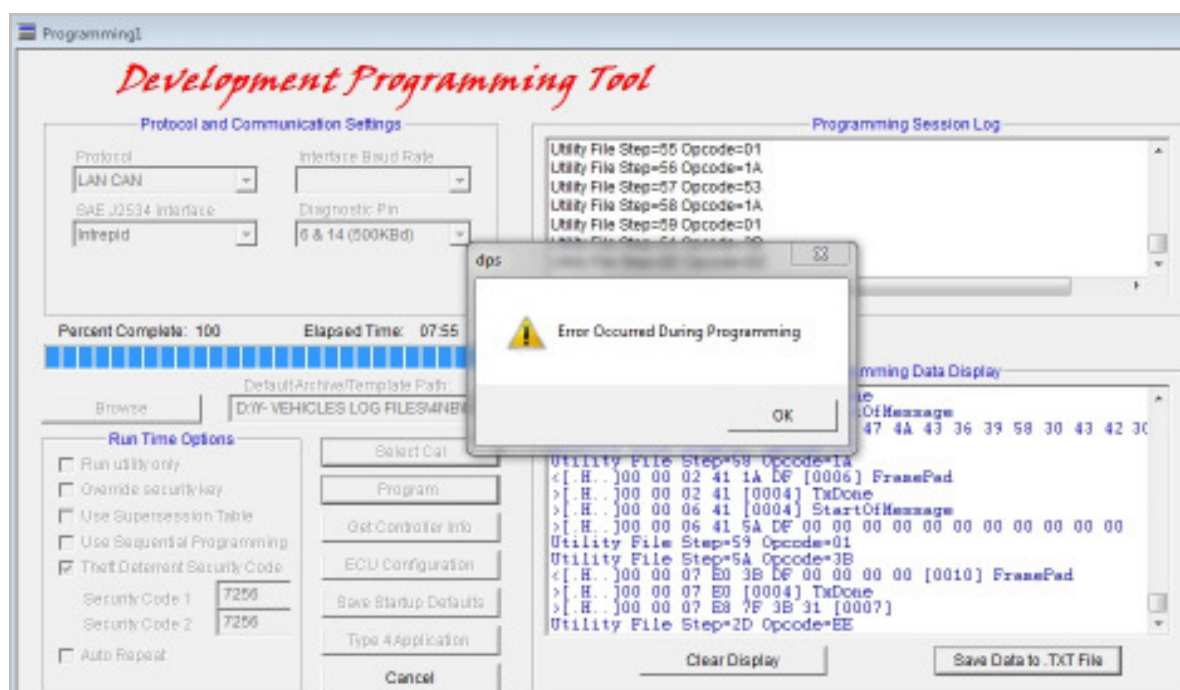 Programming1
Development Programming Tool
Protocol and Communication Settings
Protocol
Interface Baud Rate
LAN CAN
SAE J2534 Interface
Diagnostic Pin
Intrepid
6 & 14 (500KBd)
Programming Session Log
Utility File Step=55 Opcode=01
Utility File Step=56 Opcode=1A
Utility File Step=57 Opcode=53
Utility File Step=58 Opcode=1A
Utility File Step=59 Opcode=01
dps
Error Occurred During Programming
OK
Percent Complete: 100
Elapsed Time: 07:55
Default Archive/Template Path:
Browse
D:\Y- VEHICLES LOG FILES\4NB\
Run Time Options
Run utility only
Override security key
Use Supersession Table
Use Sequential Programming
Theft Deterrent Security Code
Security Code 1
7256
Security Code 2
7256
Auto Repeat
Select Cal
Program
Get Controller Info
ECU Configuration
Save Startup Defaults
Type 4 Application
Cancel
mming Data Display
OfMessage
47 4A 43 36 39 58 30 43 42 30
Utility File Step=58 Opcode=1A
<[.H..]00 00 02 41 1A DF [0006] FramePad
>[.H..]00 00 02 41 [0004] TxDone
>[.H..]00 00 06 41 [0004] StartOfMessage
>[.H..]00 00 06 41 5A DF 00 00 00 00 00 00 00 00 00 00
Utility File Step=59 Opcode=01
Utility File Step=5A Opcode=3B
<[.H..]00 00 07 E0 3B DF 00 00 00 00 [0010] FramePad
>[.H..]00 00 07 E0 [0004] TxDone
>[.H..]00 00 07 E8 7F 3B 31 [0007]
Utility File Step=2D Opcode=EE
Clear Display
Save Data to .TXT File